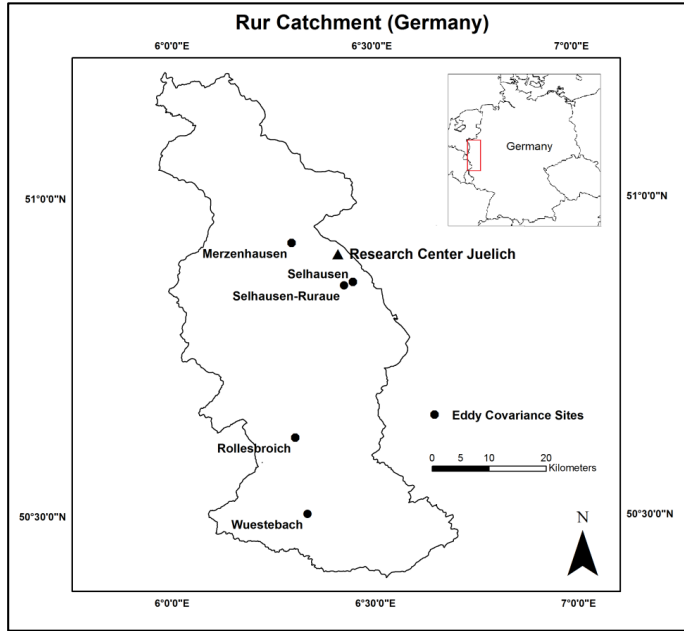 Rur Catchment (Germany)
6°0'0"E 6°30'0"E 7°0'0"E
Germany
51°0'0"N 51°0'0"N
Merzenhausen
Research Center Juelich
Selhausen
Selhausen-Ruraue
Eddy Covariance Sites
Rollesbroich
0 5 10 20
Kilometers
Wuestebach
50°30'0"N 50°30'0"N
N
6°0'0"E 6°30'0"E 7°0'0"E